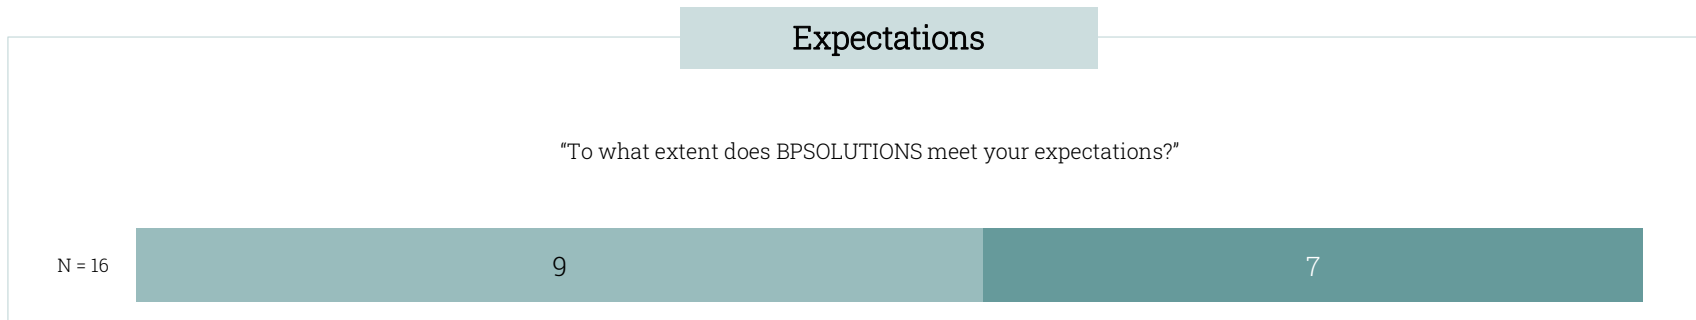 Expectations
“To what extent does BPSOLUTIONS meet your expectations?”
N = 16 9 7